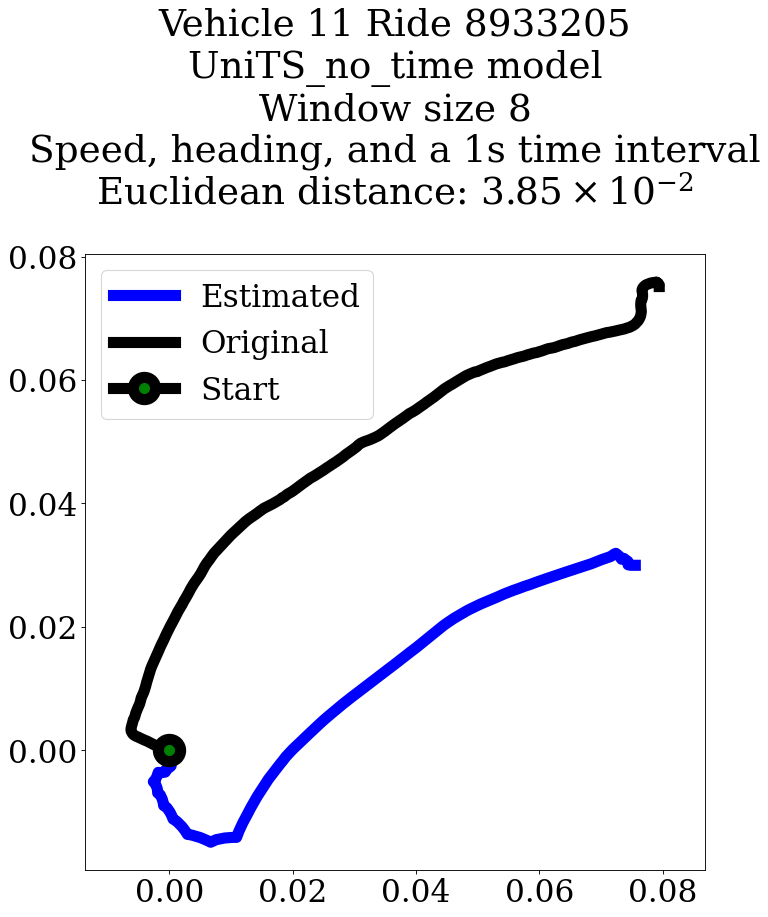 Vehicle 11 Ride 8933205
UniTS_no_time model
Window size 8
Speed, heading, and a 1s time interval
Euclidean distance: 3.85 × 10⁻²
Estimated
Original
Start
0.08
0.06
0.04
0.02
0.00
0.00 0.02 0.04 0.06 0.08